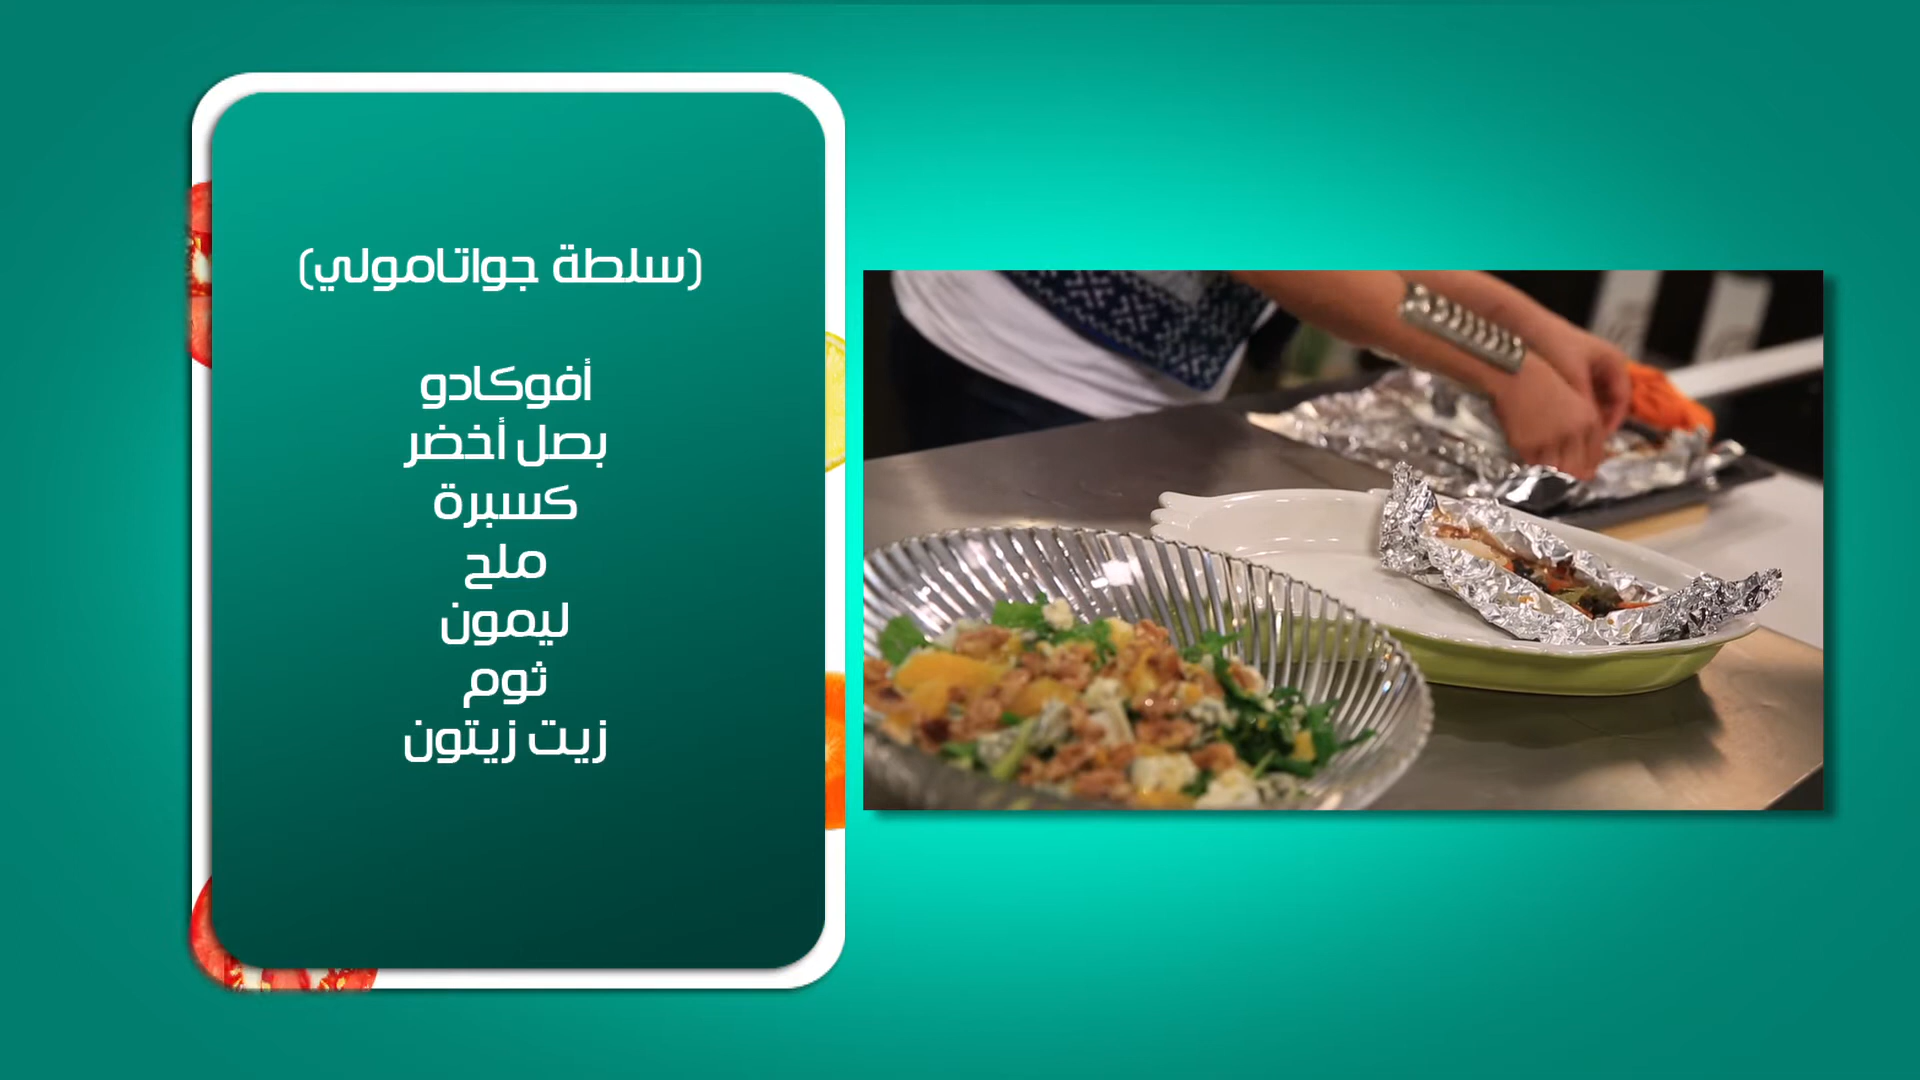 (سلطة جواتامولي)
أفوكادو
بصل أخضر
كسبرة
ملح
ليمون
ثوم
زيت زيتون